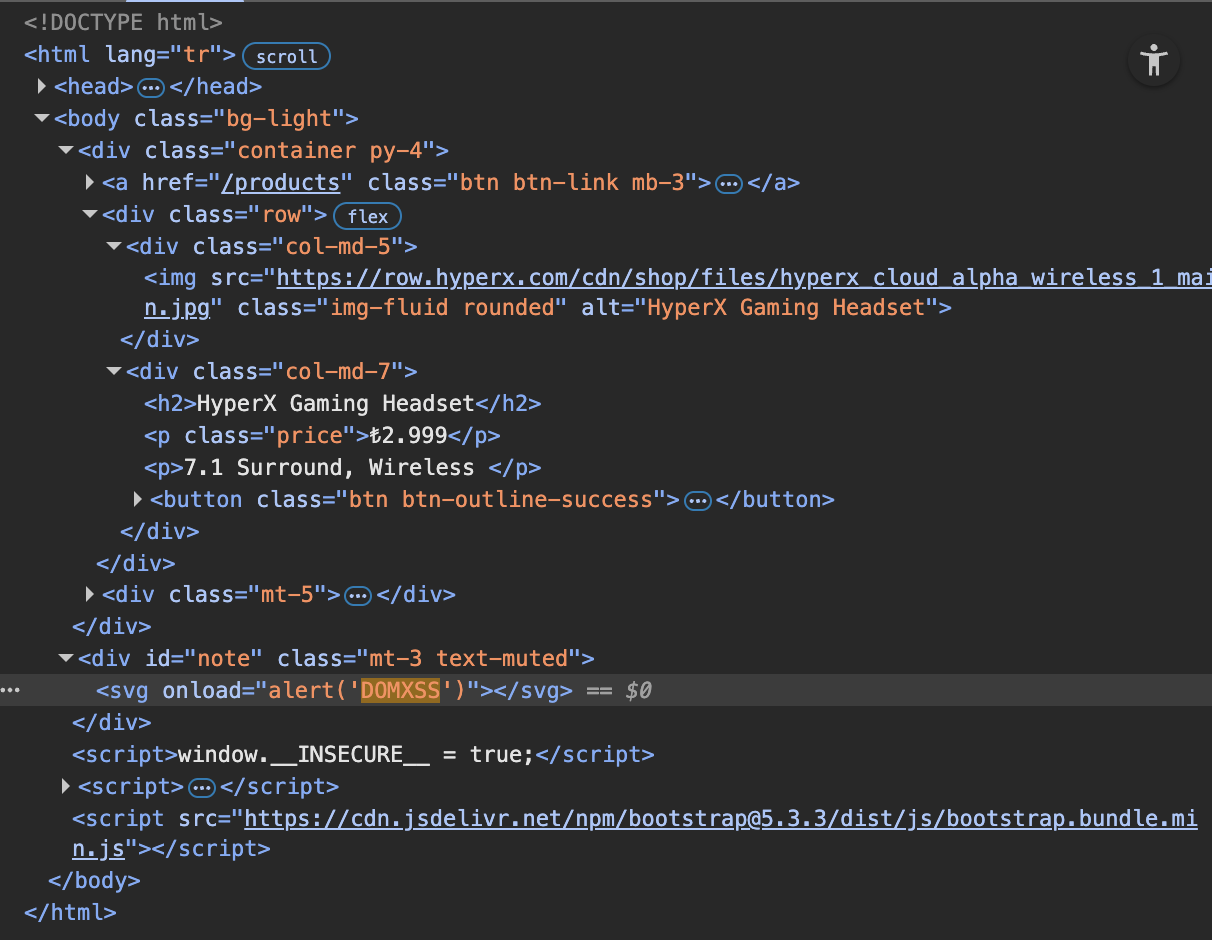 <!DOCTYPE html>
<html lang="tr"> scroll
<head> ••• </head>
<body class="bg-light">
<div class="container py-4">
<a href="/products" class="btn btn-link mb-3"> ••• </a>
<div class="row"> flex
<div class="col-md-5">
<img src="https://row.hyperx.com/cdn/shop/files/hyperx_cloud_alpha_wireless_1_mai
n.jpg" class="img-fluid rounded" alt="HyperX Gaming Headset">
</div>
<div class="col-md-7">
<h2>HyperX Gaming Headset</h2>
<p class="price">₺2.999</p>
<p>7.1 Surround, Wireless </p>
<button class="btn btn-outline-success"> ••• </button>
</div>
</div>
<div class="mt-5"> ••• </div>
</div>
<div id="note" class="mt-3 text-muted">
••• <svg onload="alert('DOMXSS')"></svg> == $0
</div>
<script>window.__INSECURE__ = true;</script>
<script> ••• </script>
<script src="https://cdn.jsdelivr.net/npm/bootstrap@5.3.3/dist/js/bootstrap.bundle.mi
n.js"></script>
</body>
</html>